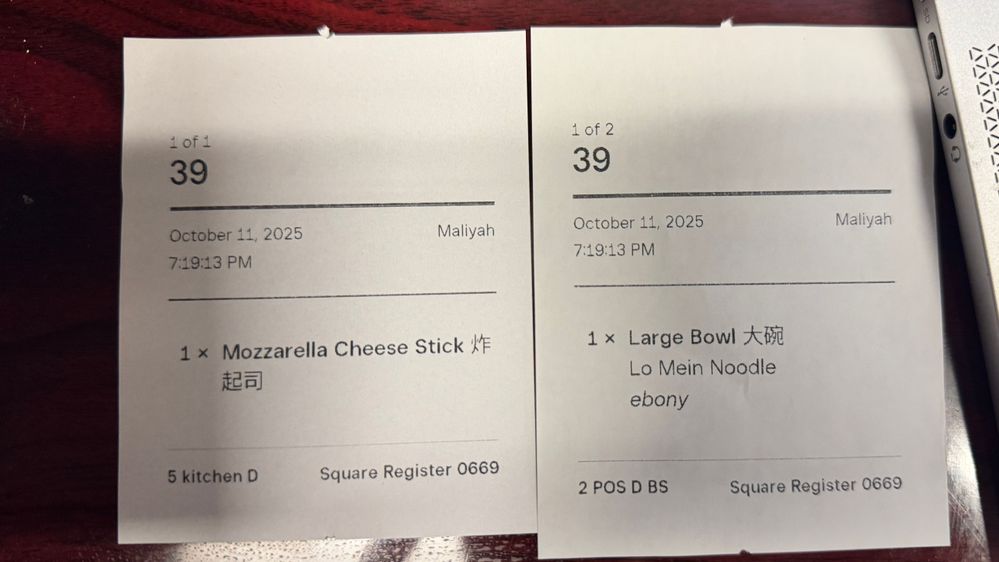 1 of 1
39
October 11, 2025 Maliyah
7:19:13 PM
1 × Mozzarella Cheese Stick 炸
起司
5 kitchen D Square Register 0669
1 of 2
39
October 11, 2025 Maliyah
7:19:13 PM
1 × Large Bowl 大碗
Lo Mein Noodle
ebony
2 POS D BS Square Register 0669